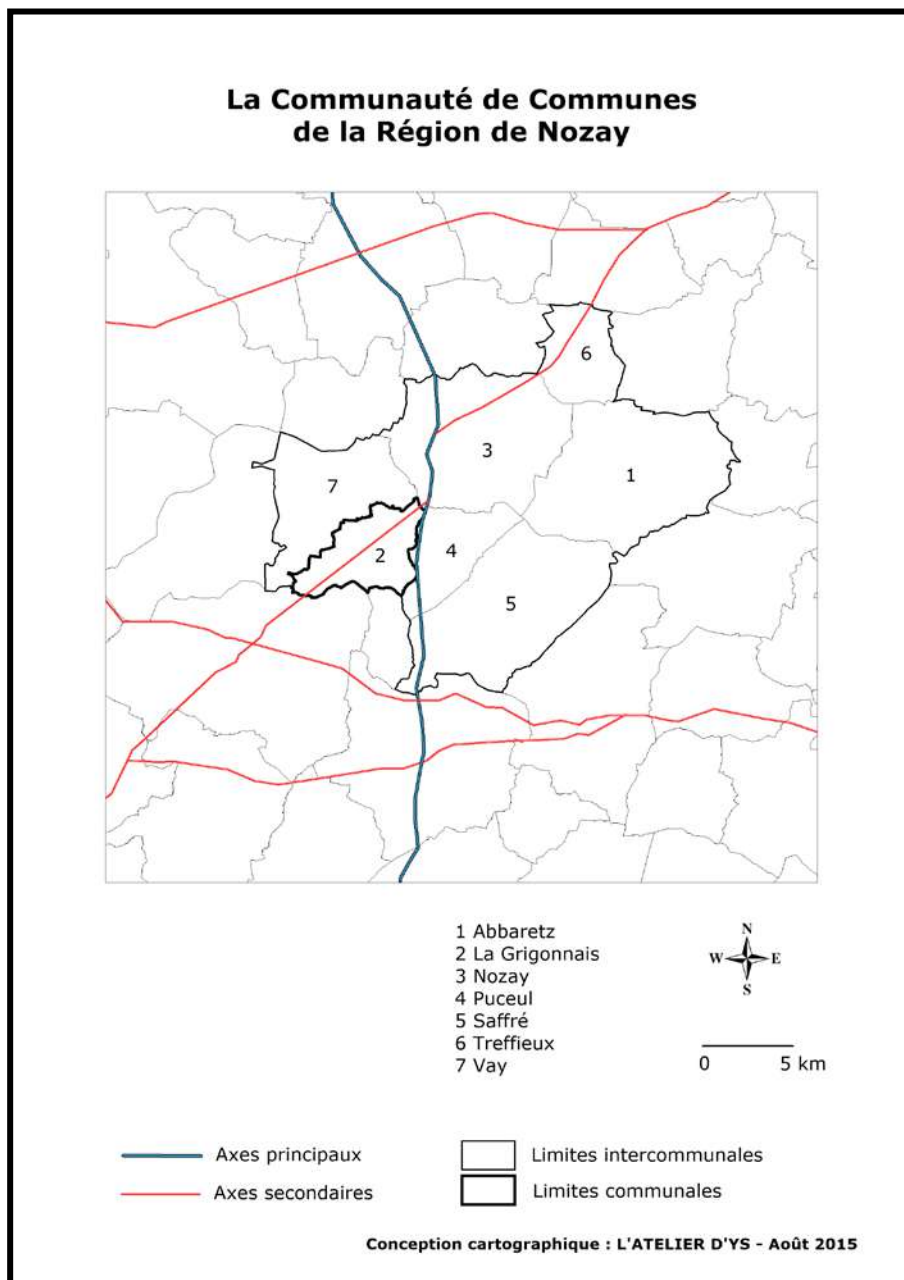 La Communauté de Communes
de la Région de Nozay
6
3
1
7
2
4
5
1 Abbaretz
2 La Grigonnais
3 Nozay
4 Puceul
5 Saffré
6 Treffieux
7 Vay
N
W E
S
0 5 km
Axes principaux
Limites intercommunales
Axes secondaires
Limites communales
Conception cartographique : L'ATELIER D'YS - Août 2015